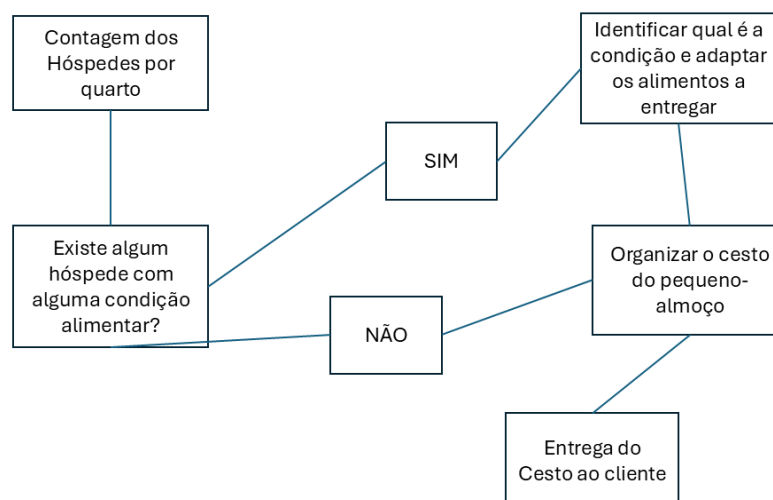 Contagem dos
Hóspedes por
quarto
Existe algum
hóspede com
alguma condição
alimentar?
SIM
NÃO
Identificar qual é a
condição e adaptar
os alimentos a
entregar
Organizar o cesto
do pequeno-
almoço
Entrega do
Cesto ao cliente